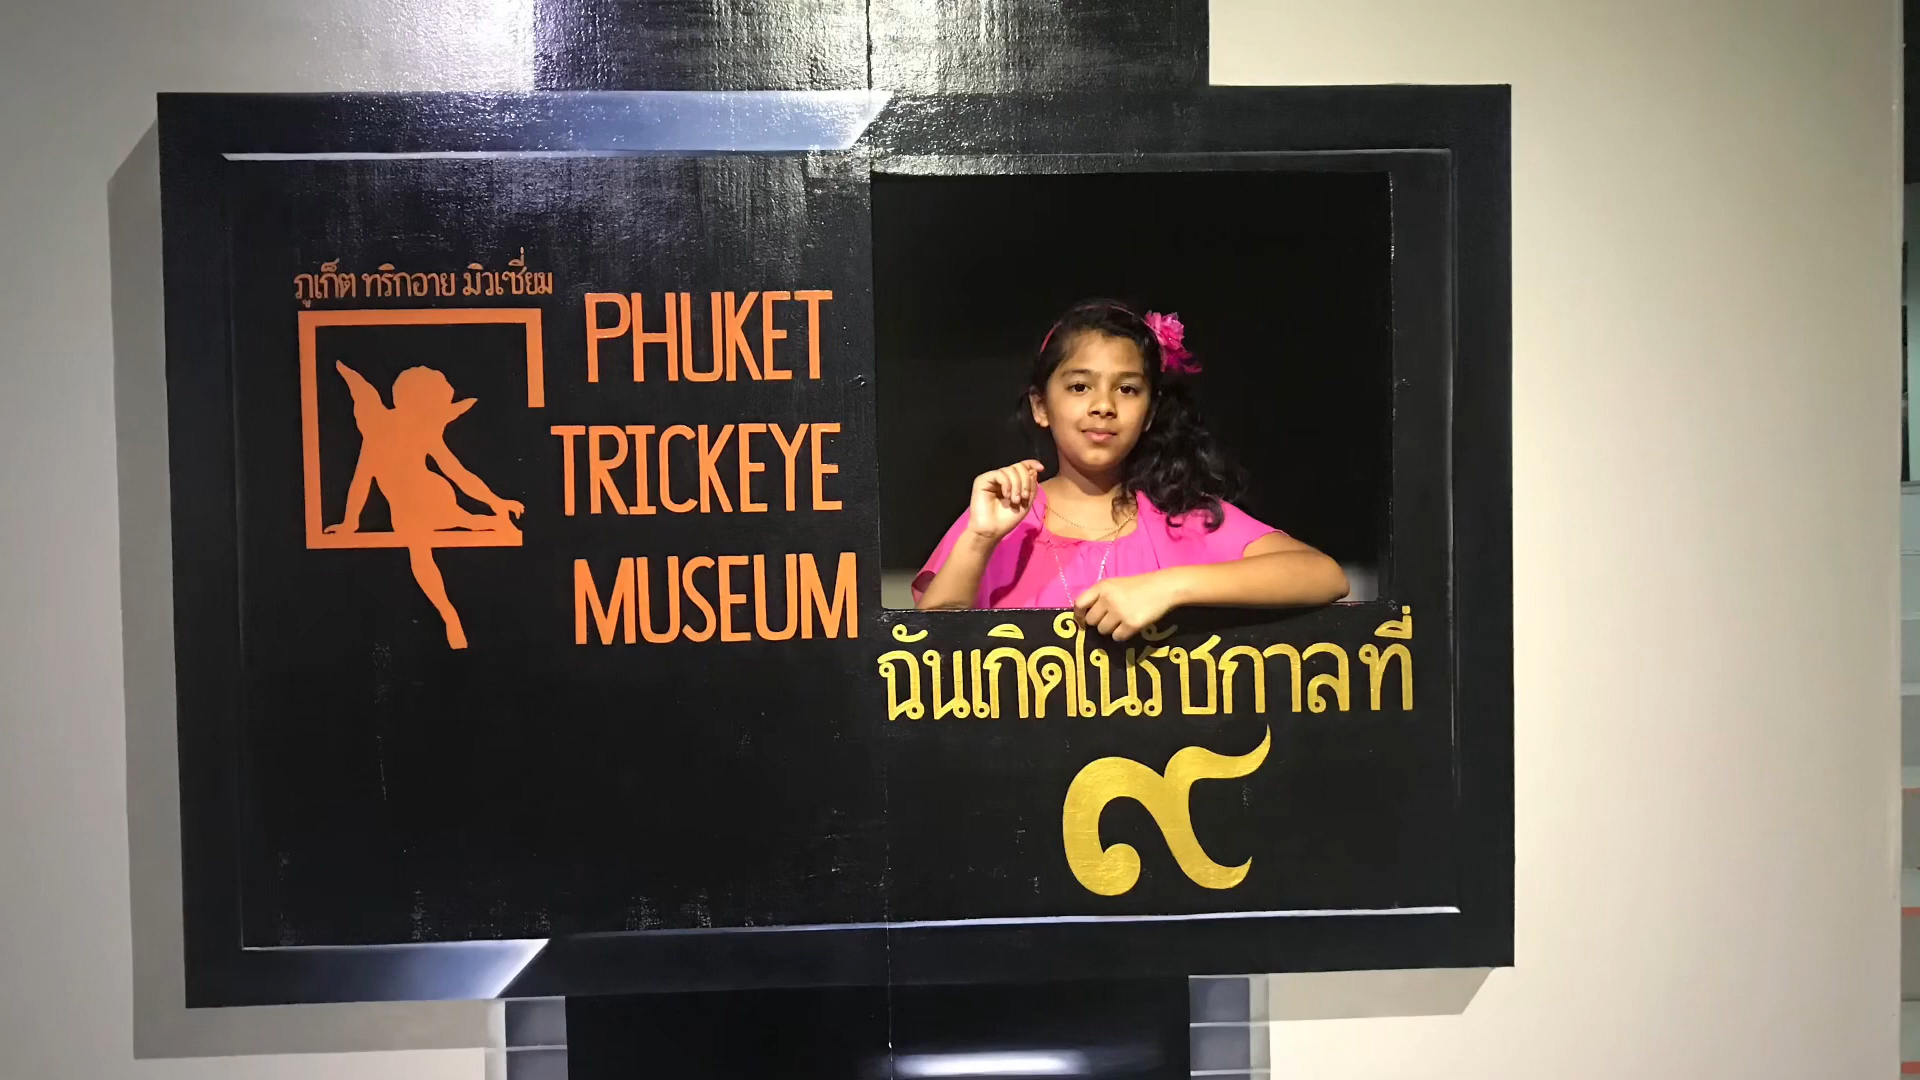 ภูเก็ต ทริกอาย มิวเซี่ยม
PHUKET
TRICKEYE
MUSEUM
ฉันเกิดในรัชกาลที่
๙